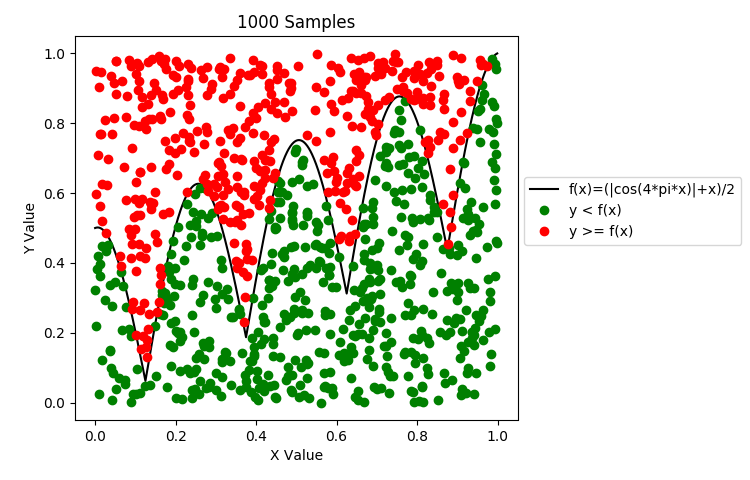 1000 Samples
1.0
0.8
0.6
0.4
0.2
0.0
Y Value
0.0 0.2 0.4 0.6 0.8 1.0
X Value
f(x)=(|cos(4*pi*x)|+x)/2
y < f(x)
y >= f(x)